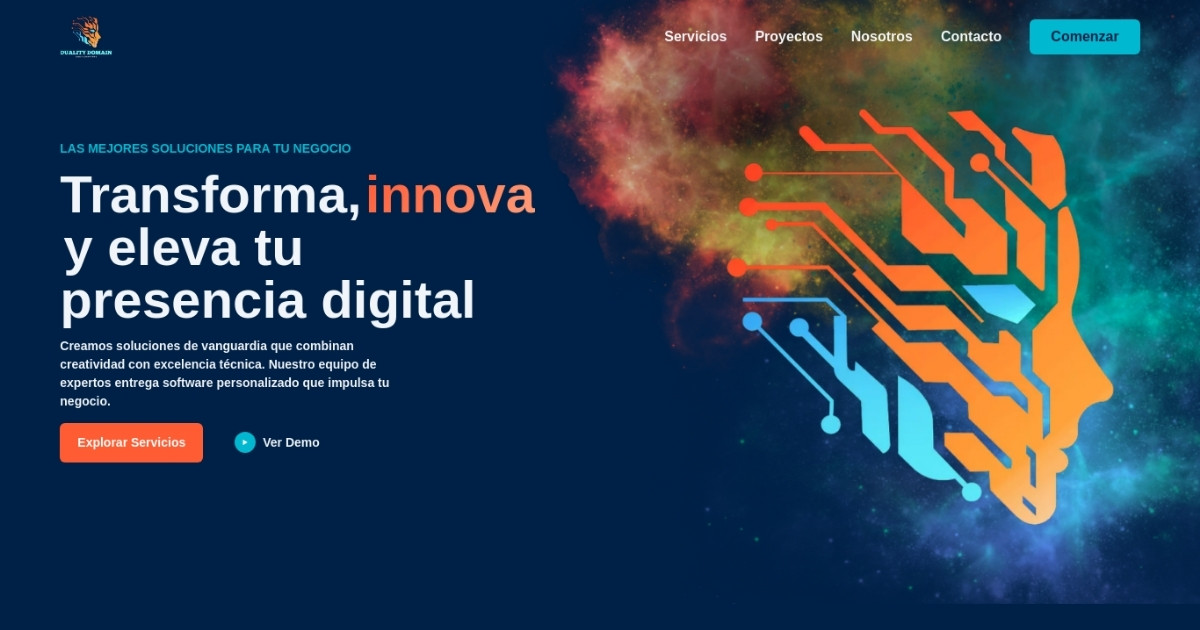 DUALITY DOMAIN
Servicios
Proyectos
Nosotros
Contacto
Comenzar
LAS MEJORES SOLUCIONES PARA TU NEGOCIO
Transforma, innova
y eleva tu
presencia digital
Creamos soluciones de vanguardia que combinan
creatividad con excelencia técnica. Nuestro equipo de
expertos entrega software personalizado que impulsa tu
negocio.
Explorar Servicios
Ver Demo